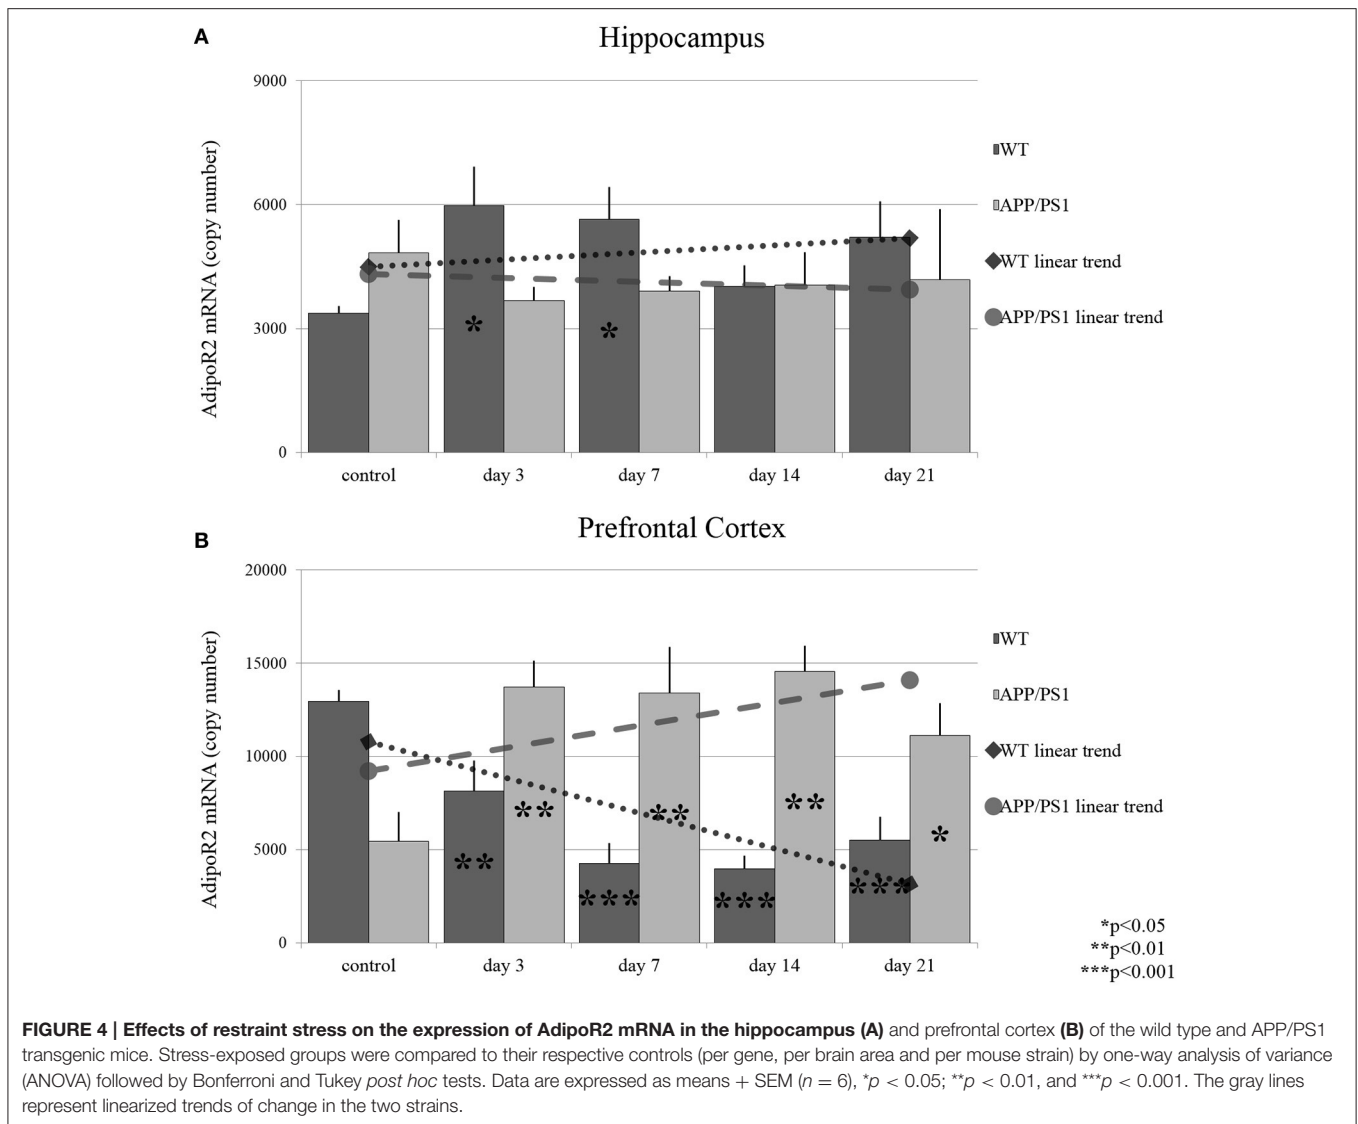 A
Hippocampus
9000
6000
3000
0
AdipoR2 mRNA (copy number)
*
*
control
day 3
day 7
day 14
day 21
WT
APP/PS1
WT linear trend
APP/PS1 linear trend
B
Prefrontal Cortex
20000
15000
10000
5000
0
AdipoR2 mRNA (copy number)
**
**
***
**
***
**
***
*
control
day 3
day 7
day 14
day 21
WT
APP/PS1
WT linear trend
APP/PS1 linear trend
*p<0.05
**p<0.01
***p<0.001
FIGURE 4 | Effects of restraint stress on the expression of AdipoR2 mRNA in the hippocampus (A) and prefrontal cortex (B) of the wild type and APP/PS1
transgenic mice. Stress-exposed groups were compared to their respective controls (per gene, per brain area and per mouse strain) by one-way analysis of variance
(ANOVA) followed by Bonferroni and Tukey post hoc tests. Data are expressed as means + SEM (n = 6), *p < 0.05; **p < 0.01, and ***p < 0.001. The gray lines
represent linearized trends of change in the two strains.